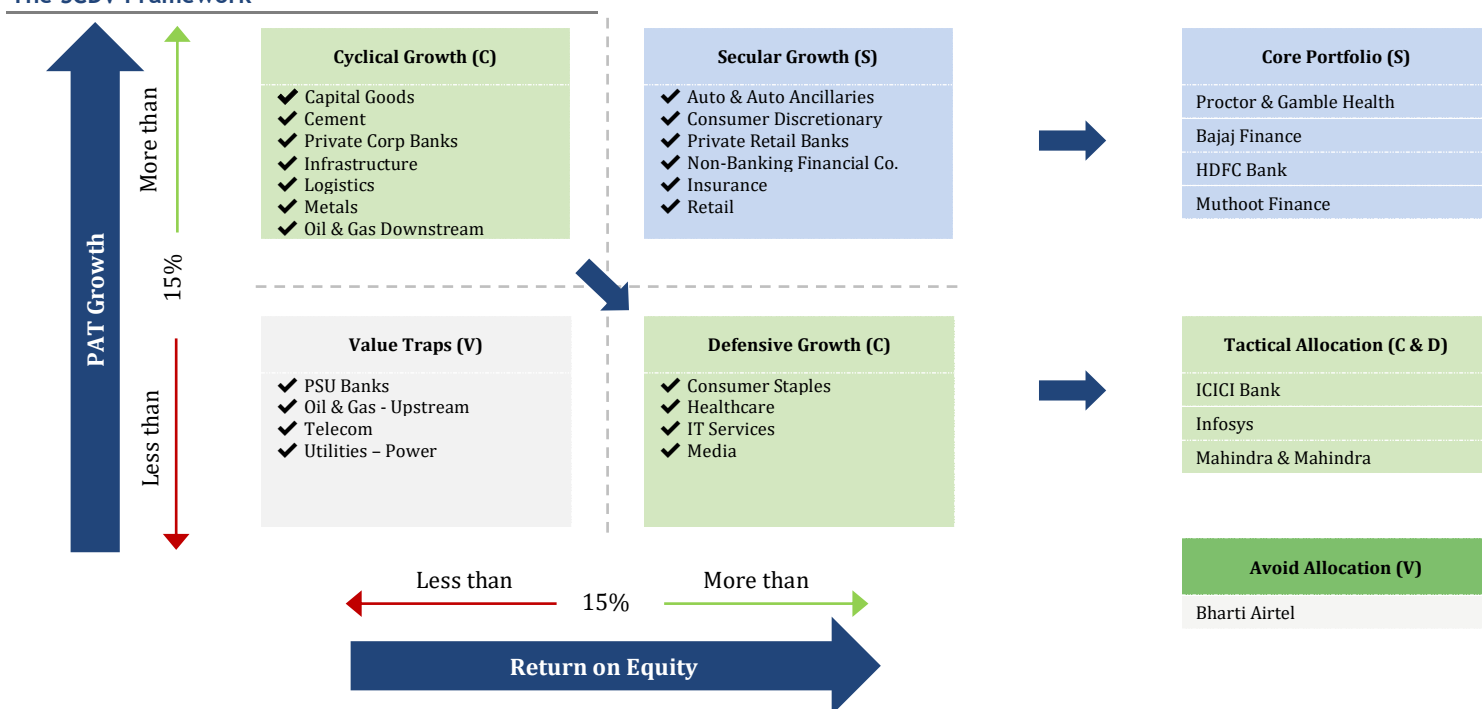 The SCDV Framework
PAT Growth
More than
15%
Less than
Cyclical Growth (C)
✔ Capital Goods
✔ Cement
✔ Private Corp Banks
✔ Infrastructure
✔ Logistics
✔ Metals
✔ Oil & Gas Downstream
Secular Growth (S)
✔ Auto & Auto Ancillaries
✔ Consumer Discretionary
✔ Private Retail Banks
✔ Non-Banking Financial Co.
✔ Insurance
✔ Retail
Core Portfolio (S)
Proctor & Gamble Health
Bajaj Finance
HDFC Bank
Muthoot Finance
Value Traps (V)
✔ PSU Banks
✔ Oil & Gas - Upstream
✔ Telecom
✔ Utilities – Power
Defensive Growth (C)
✔ Consumer Staples
✔ Healthcare
✔ IT Services
✔ Media
Tactical Allocation (C & D)
ICICI Bank
Infosys
Mahindra & Mahindra
Avoid Allocation (V)
Bharti Airtel
Less than
15%
More than
Return on Equity